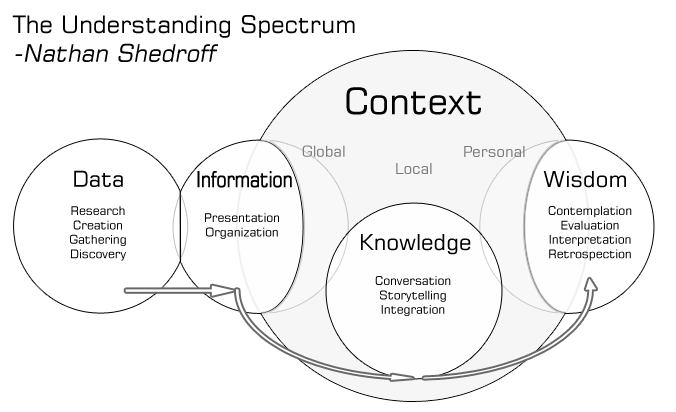 The Understanding Spectrum
-Nathan Shedroff
Context
Global
Local
Personal
Data
Research
Creation
Gathering
Discovery
Information
Presentation
Organization
Knowledge
Conversation
Storytelling
Integration
Wisdom
Contemplation
Evaluation
Interpretation
Retrospection